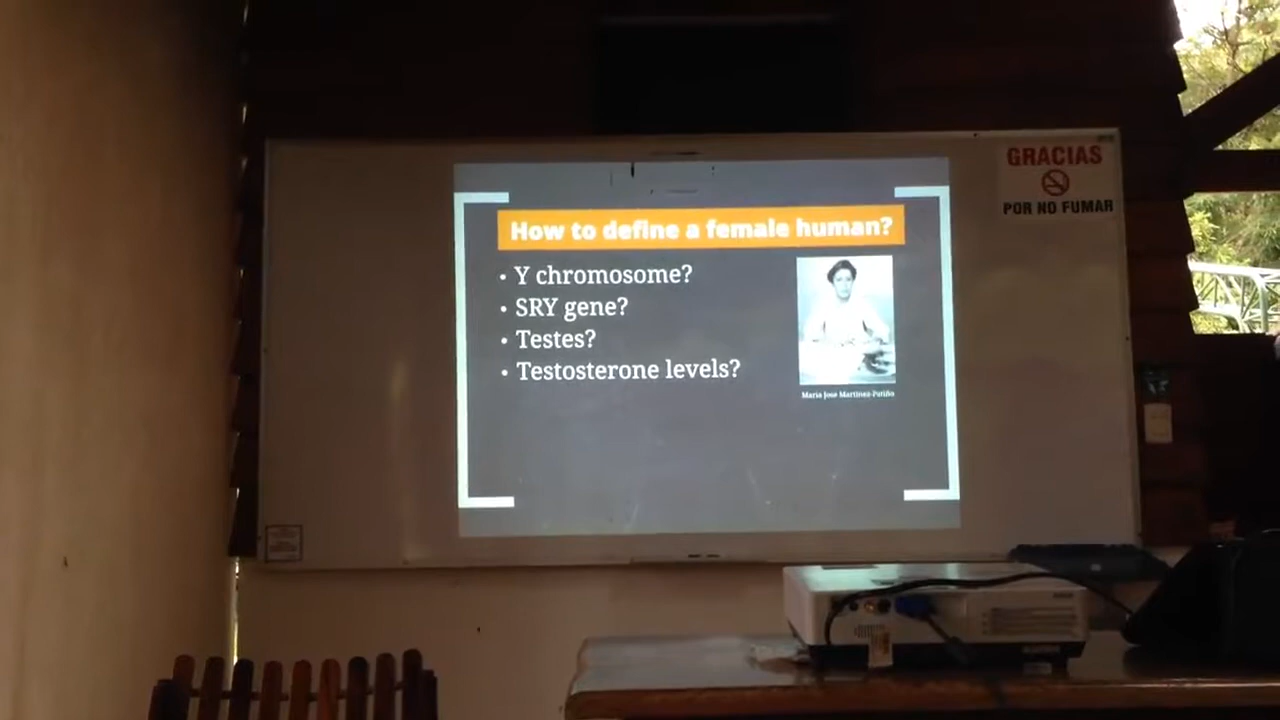 GRACIAS
POR NO FUMAR
How to define a female human?
• Y chromosome?
• SRY gene?
• Testes?
• Testosterone levels?
Maria Jose Martinez-Patiño